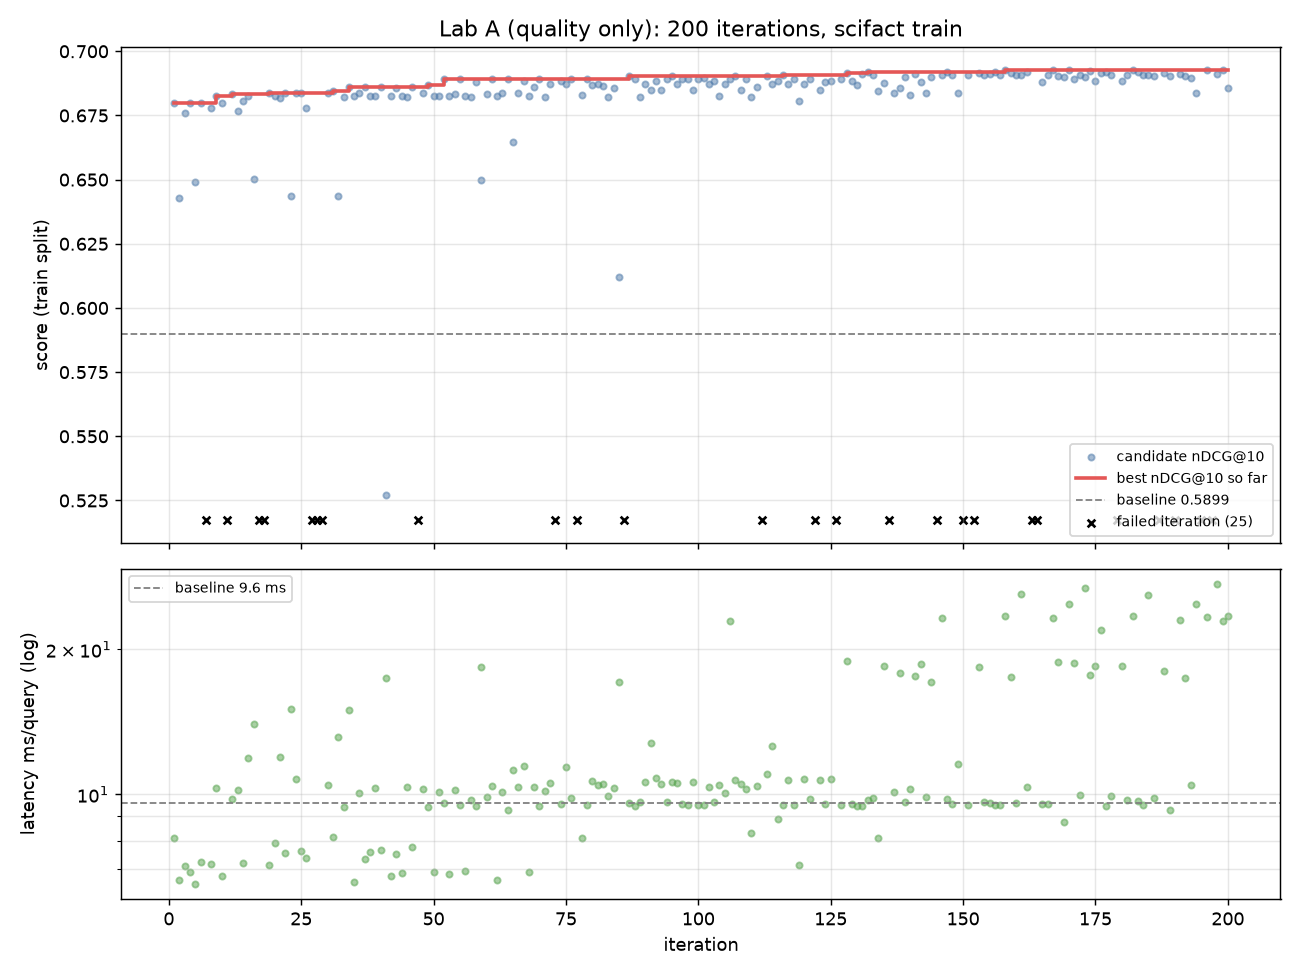 Lab A (quality only): 200 iterations, scifact train
score (train split)
0.700
0.675
0.650
0.625
0.600
0.575
0.550
0.525
candidate nDCG@10
best nDCG@10 so far
baseline 0.5899
failed iteration (25)
latency ms/query (log)
baseline 9.6 ms
2 × 10¹
10¹
0 25 50 75 100 125 150 175 200
iteration